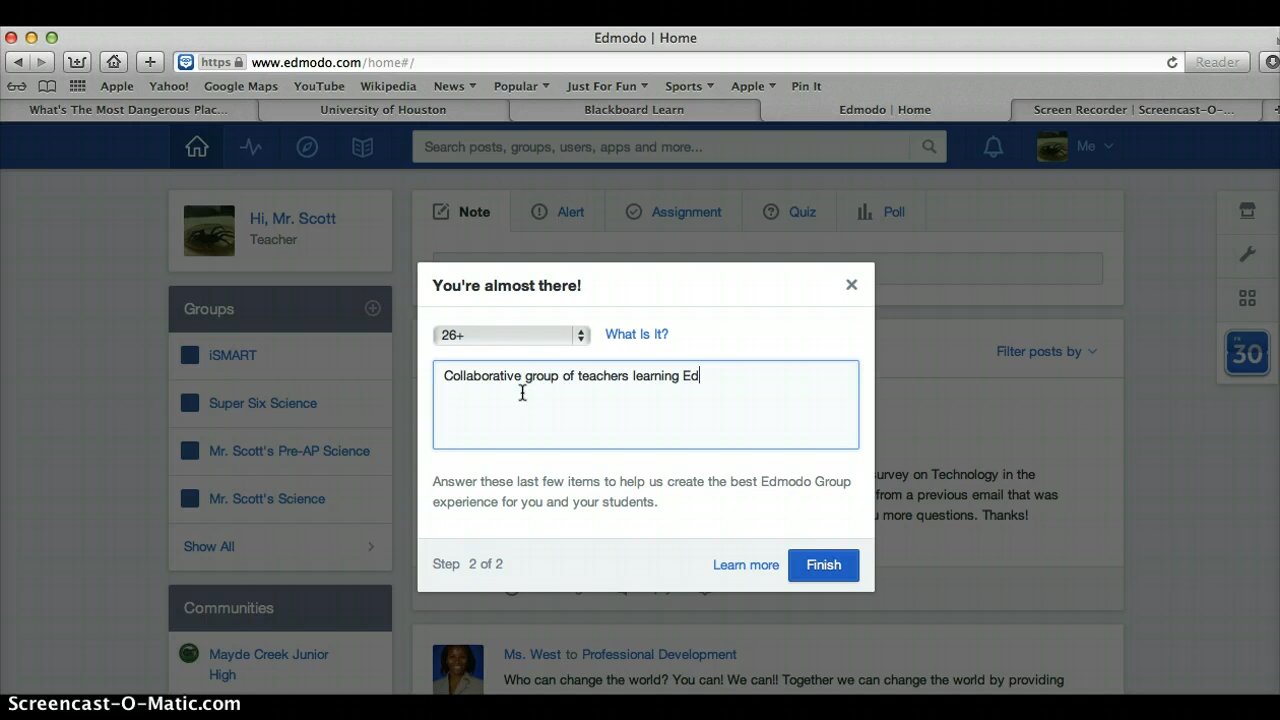 Edmodo | Home
https www.edmodo.com/home#/ Reader
Apple Yahoo! Google Maps YouTube Wikipedia News Popular Just For Fun Sports Apple Pin It
What's The Most Dangerous Plac... University of Houston Blackboard Learn Edmodo | Home Screen Recorder | Screencast-O-...
Search posts, groups, users, apps and more... Me
Hi, Mr. Scott
Teacher
Note Alert Assignment Quiz Poll
Groups
iSMART
Super Six Science
Mr. Scott's Pre-AP Science
Mr. Scott's Science
Show All
Communities
Mayde Creek Junior
High
You're almost there!
26+ What Is It?
Collaborative group of teachers learning Ed
Answer these last few items to help us create the best Edmodo Group
experience for you and your students.
Step 2 of 2 Learn more Finish
Filter posts by
30
survey on Technology in the
from a previous email that was
u more questions. Thanks!
Ms. West to Professional Development
Who can change the world? You can! We can!! Together we can change the world by providing
Screencast-O-Matic.com